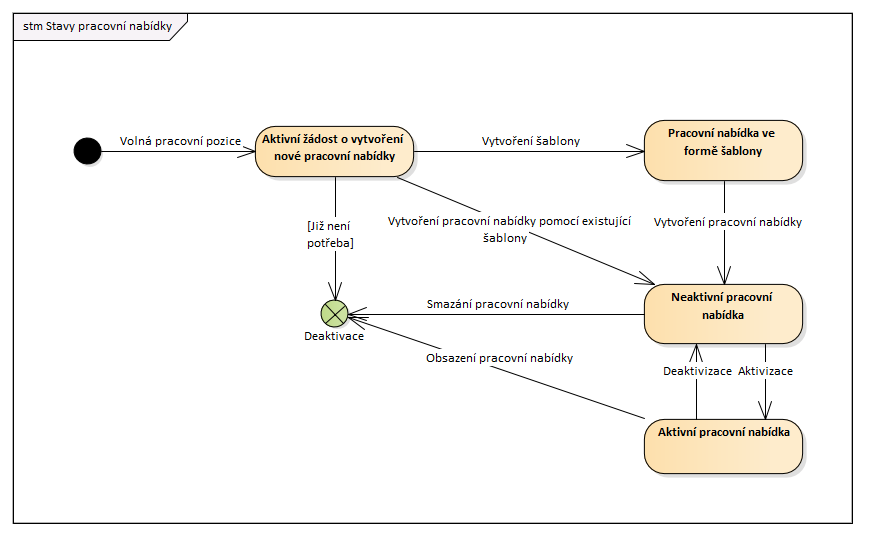 stm Stavy pracovní nabídky
Volná pracovní pozice
Aktivní žádost o vytvoření
nové pracovní nabídky
Vytvoření šablony
Pracovní nabídka ve
formě šablony
[Již není
potřeba]
Vytvoření pracovní nabídky pomocí existující
šablony
Vytvoření pracovní nabídky
Neaktivní pracovní
nabídka
Smazání pracovní nabídky
Deaktivace
Obsazení pracovní nabídky
Deaktivizace
Aktivizace
Aktivní pracovní nabídka